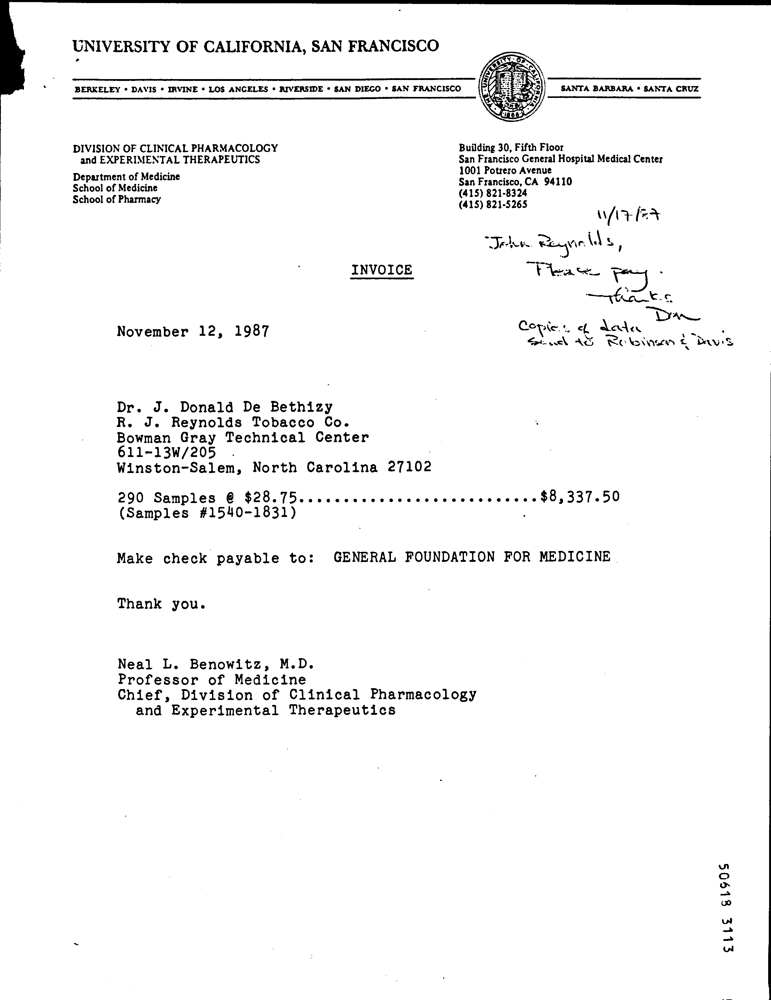 UNIVERSITY OF CALIFORNIA, SAN FRANCISCO
BERKELEY • DAVIS • IRVINE • LOS ANGELES • RIVERSIDE • SAN DIEGO • SAN FRANCISCO
SANTA BARBARA • SANTA CRUZ
DIVISION OF CLINICAL PHARMACOLOGY
and EXPERIMENTAL THERAPEUTICS
Department of Medicine
School of Medicine
School of Pharmacy
Building 30, Fifth Floor
San Francisco General Hospital Medical Center
1001 Potrero Avenue
San Francisco, CA 94110
(415) 821-8324
(415) 821-5265
11/17/87
John Reynolds,
Please pay.
Thanks
Don
Copies of data
send to Robinson & Davis
INVOICE
November 12, 1987
Dr. J. Donald De Bethizy
R. J. Reynolds Tobacco Co.
Bowman Gray Technical Center
611-13W/205
Winston-Salem, North Carolina 27102
290 Samples @ $28.75...........................$8,337.50
(Samples #1540-1831)
Make check payable to: GENERAL FOUNDATION FOR MEDICINE
Thank you.
Neal L. Benowitz, M.D.
Professor of Medicine
Chief, Division of Clinical Pharmacology
and Experimental Therapeutics
50618 3113